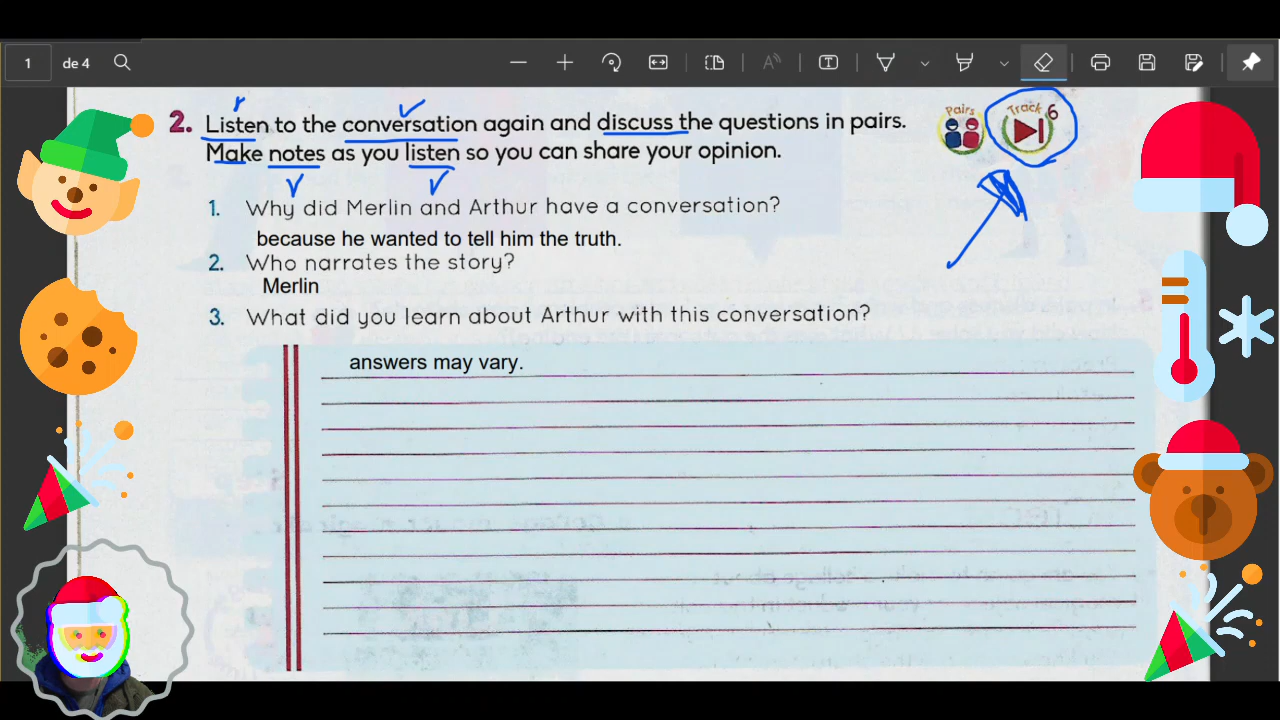 1 de 4
2. Listen to the conversation again and discuss the questions in pairs.
Make notes as you listen so you can share your opinion.
Pairs
Track 6
1. Why did Merlin and Arthur have a conversation?
because he wanted to tell him the truth.
2. Who narrates the story?
Merlin
3. What did you learn about Arthur with this conversation?
answers may vary.